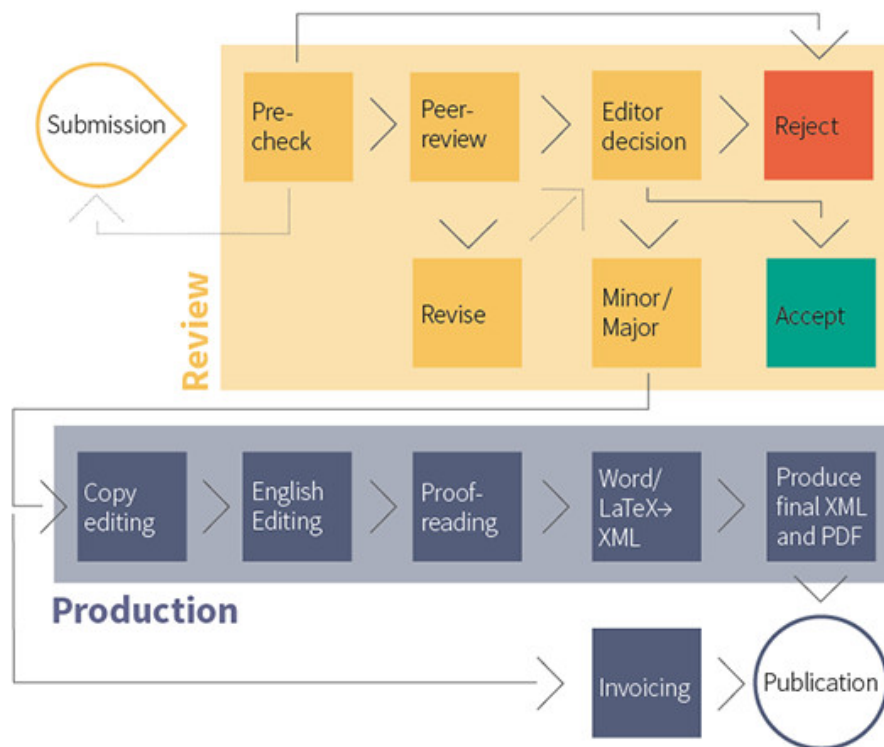 Submission
Pre-
check
Peer-
review
Editor
decision
Reject
Revise
Minor/
Major
Accept
Review
Copy
editing
English
Editing
Proof-
reading
Word/
LaTeX→
XML
Produce
final XML
and PDF
Production
Invoicing
Publication